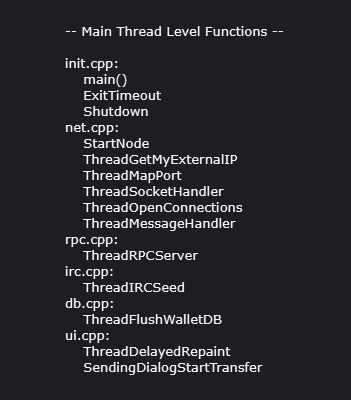 -- Main Thread Level Functions --
init.cpp:
main()
ExitTimeout
Shutdown
net.cpp:
StartNode
ThreadGetMyExternalIP
ThreadMapPort
ThreadSocketHandler
ThreadOpenConnections
ThreadMessageHandler
rpc.cpp:
ThreadRPCServer
irc.cpp:
ThreadIRCSeed
db.cpp:
ThreadFlushWalletDB
ui.cpp:
ThreadDelayedRepaint
SendingDialogStartTransfer